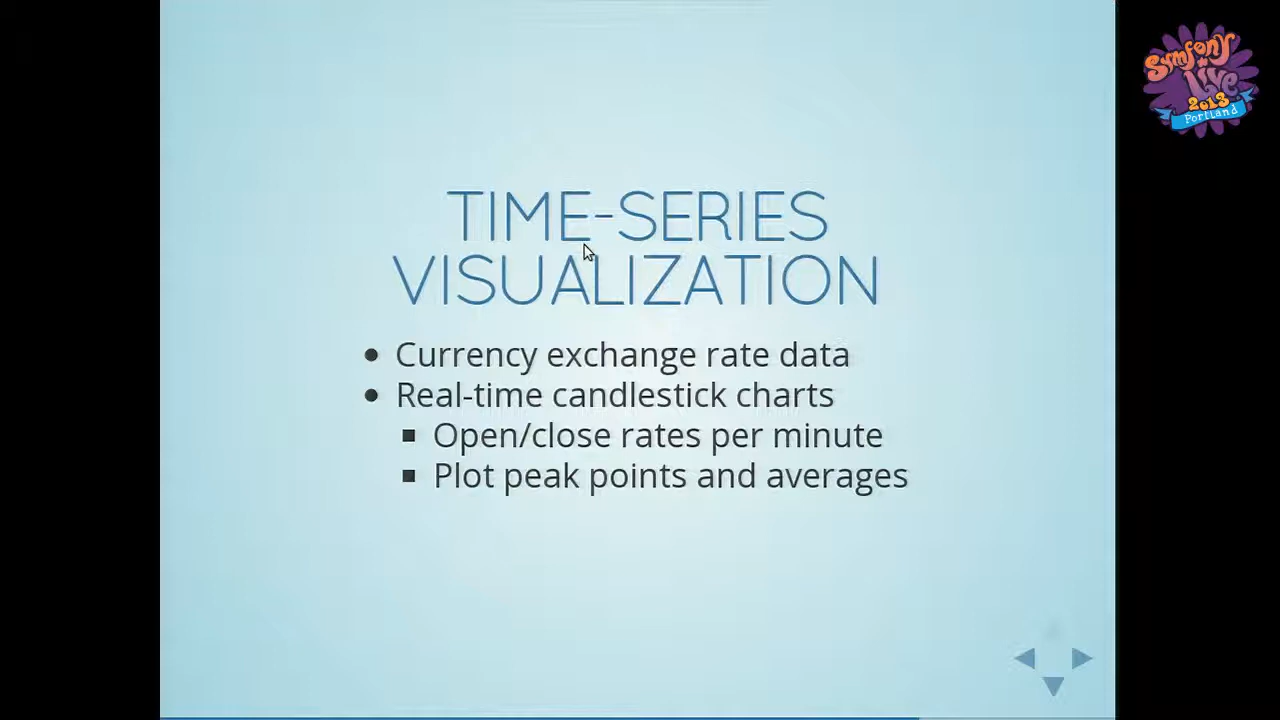 Symfony
Live
2013
Portland
TIME-SERIES
VISUALIZATION
Currency exchange rate data
Real-time candlestick charts
Open/close rates per minute
Plot peak points and averages